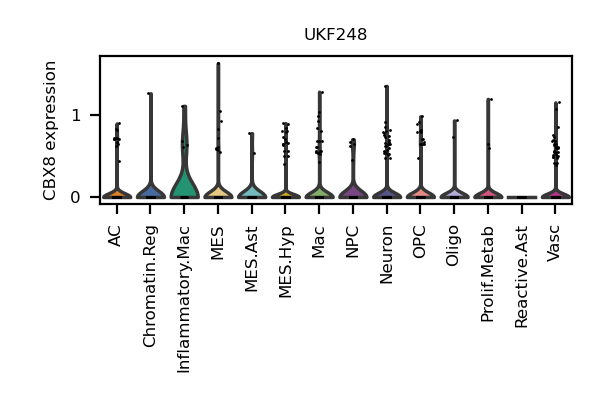 UKF248
CBX8 expression
1
0
AC
Chromatin.Reg
Inflammatory.Mac
MES
MES.Ast
MES.Hyp
Mac
NPC
Neuron
OPC
Oligo
Prolif.Metab
Reactive.Ast
Vasc